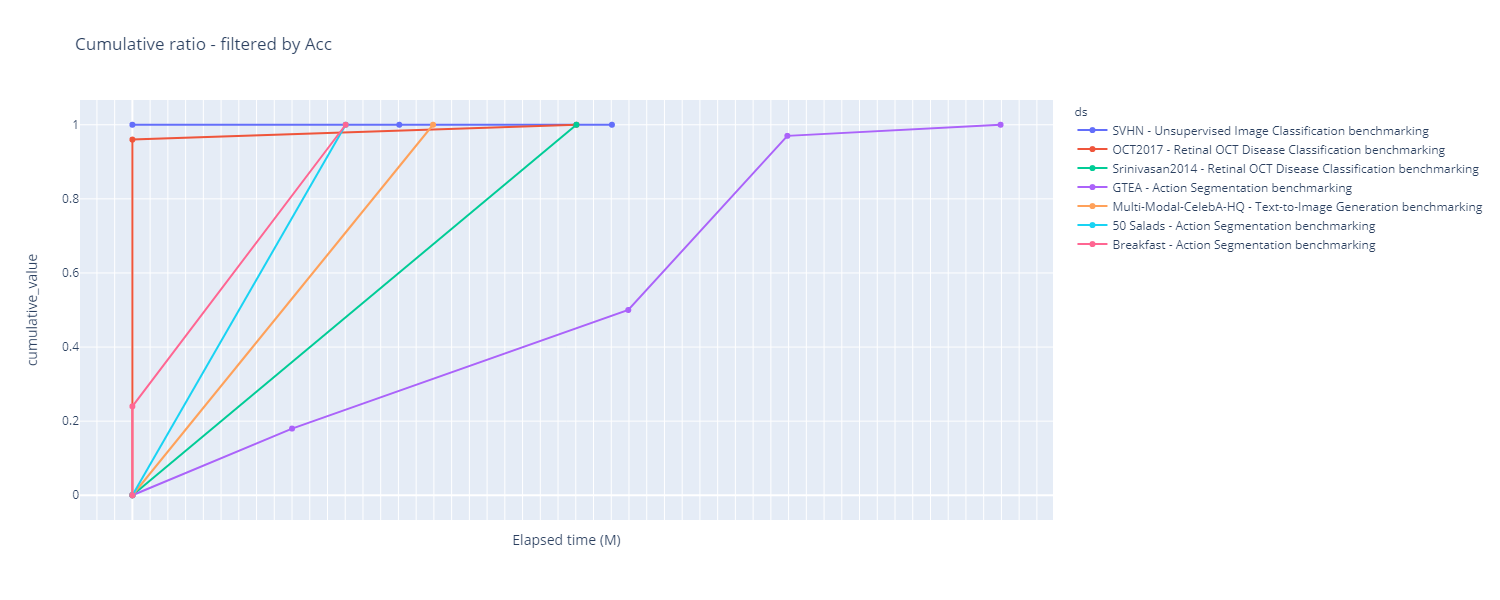 Cumulative ratio - filtered by Acc
cumulative_value
1
0.8
0.6
0.4
0.2
0
Elapsed time (M)
ds
SVHN - Unsupervised Image Classification benchmarking
OCT2017 - Retinal OCT Disease Classification benchmarking
Srinivasan2014 - Retinal OCT Disease Classification benchmarking
GTEA - Action Segmentation benchmarking
Multi-Modal-CelebA-HQ - Text-to-Image Generation benchmarking
50 Salads - Action Segmentation benchmarking
Breakfast - Action Segmentation benchmarking